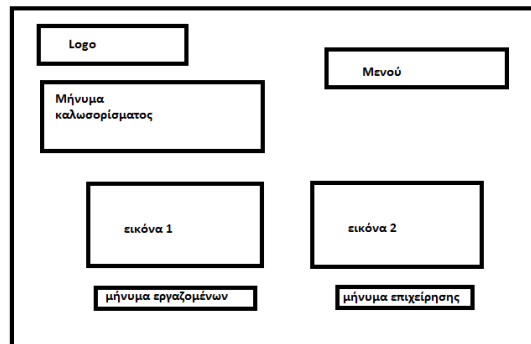 Logo
Μενού
Μήνυμα
καλωσορίσματος
εικόνα 1
εικόνα 2
μήνυμα εργαζομένων
μήνυμα επιχείρησης